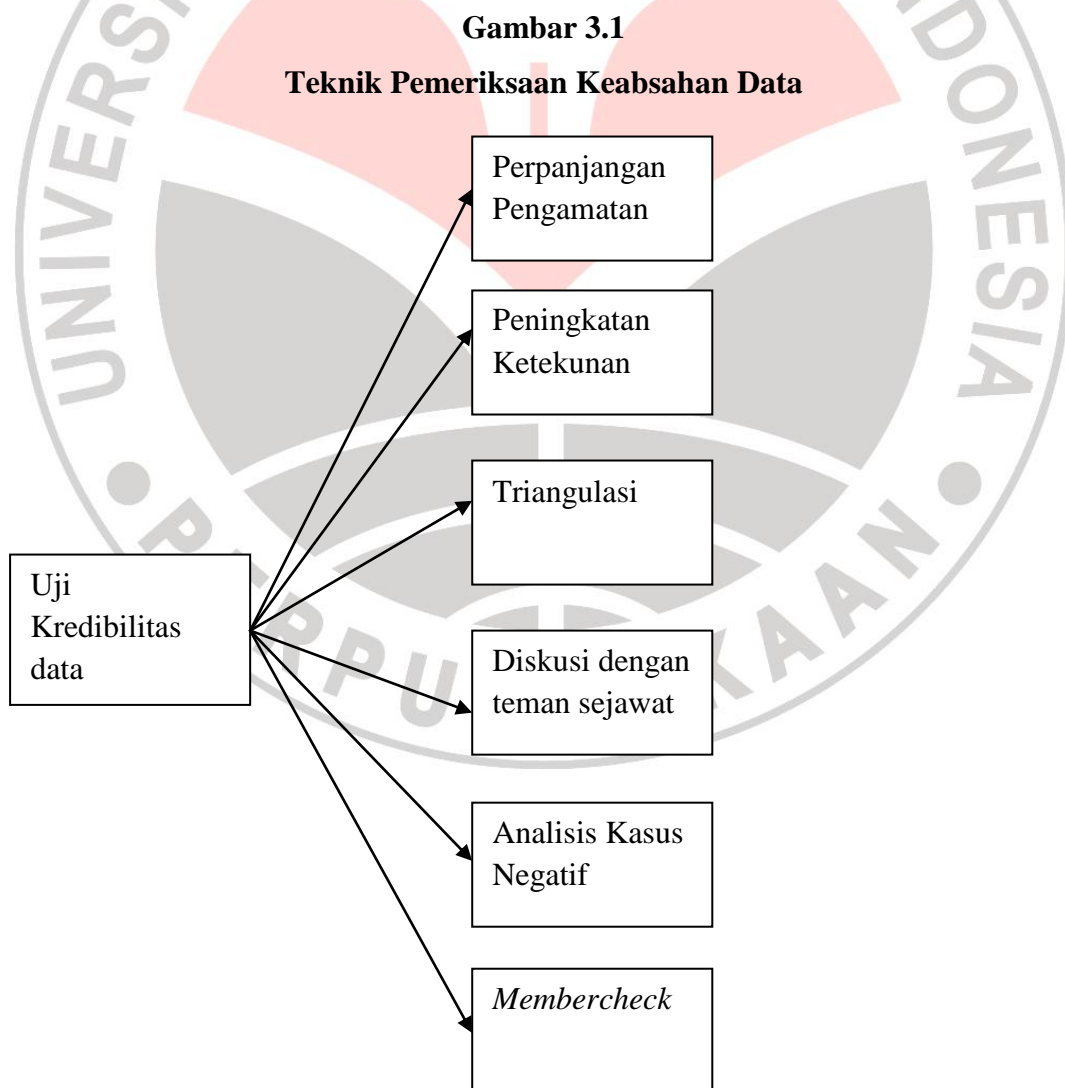 Gambar 3.1
Teknik Pemeriksaan Keabsahan Data
Perpanjangan
Pengamatan
Peningkatan
Ketekunan
Triangulasi
Uji
Kredibilitas
data
Diskusi dengan
teman sejawat
Analisis Kasus
Negatif
Membercheck